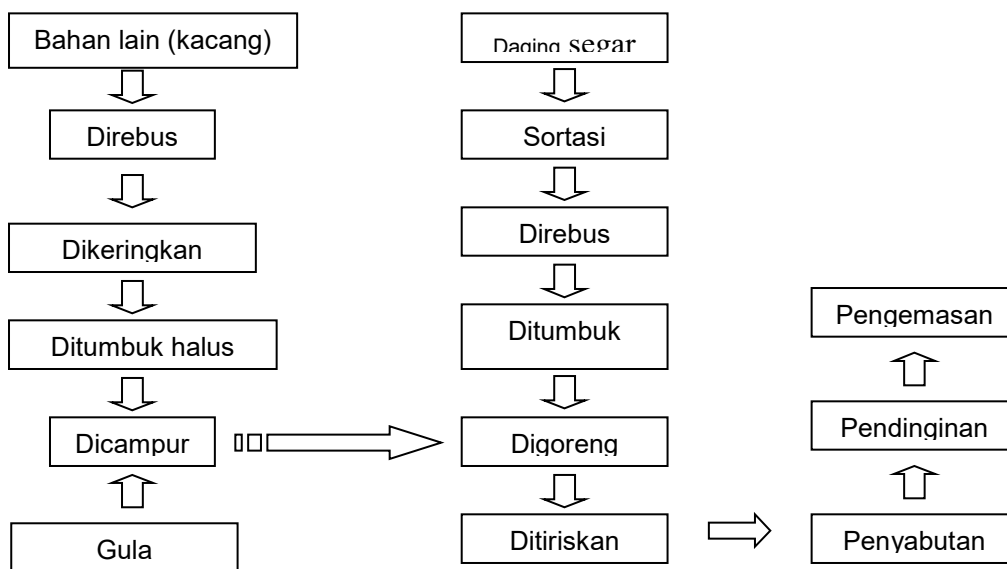 Bahan lain (kacang)
Direbus
Dikeringkan
Ditumbuk halus
Dicampur
Gula
Daging segar
Sortasi
Direbus
Ditumbuk
Digoreng
Ditiriskan
Pengemasan
Pendinginan
Penyabutan